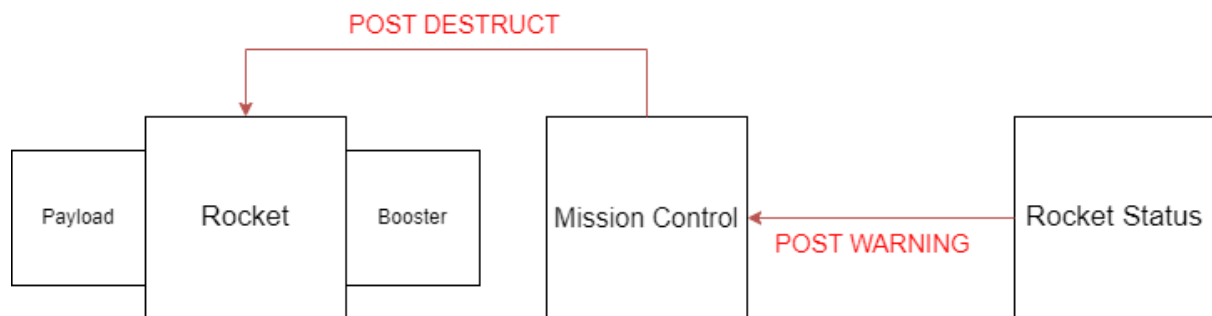 POST DESTRUCT
Payload
Rocket
Booster
Mission Control
POST WARNING
Rocket Status